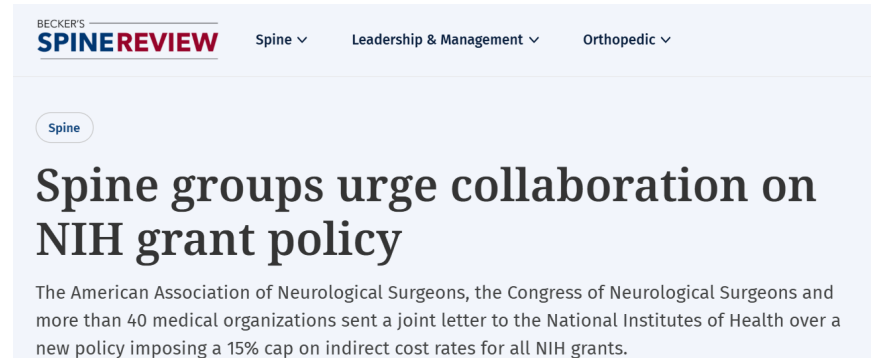 BECKER'S
SPINE REVIEW
Spine
Leadership & Management
Orthopedic
Spine
Spine groups urge collaboration on
NIH grant policy
The American Association of Neurological Surgeons, the Congress of Neurological Surgeons and
more than 40 medical organizations sent a joint letter to the National Institutes of Health over a
new policy imposing a 15% cap on indirect cost rates for all NIH grants.